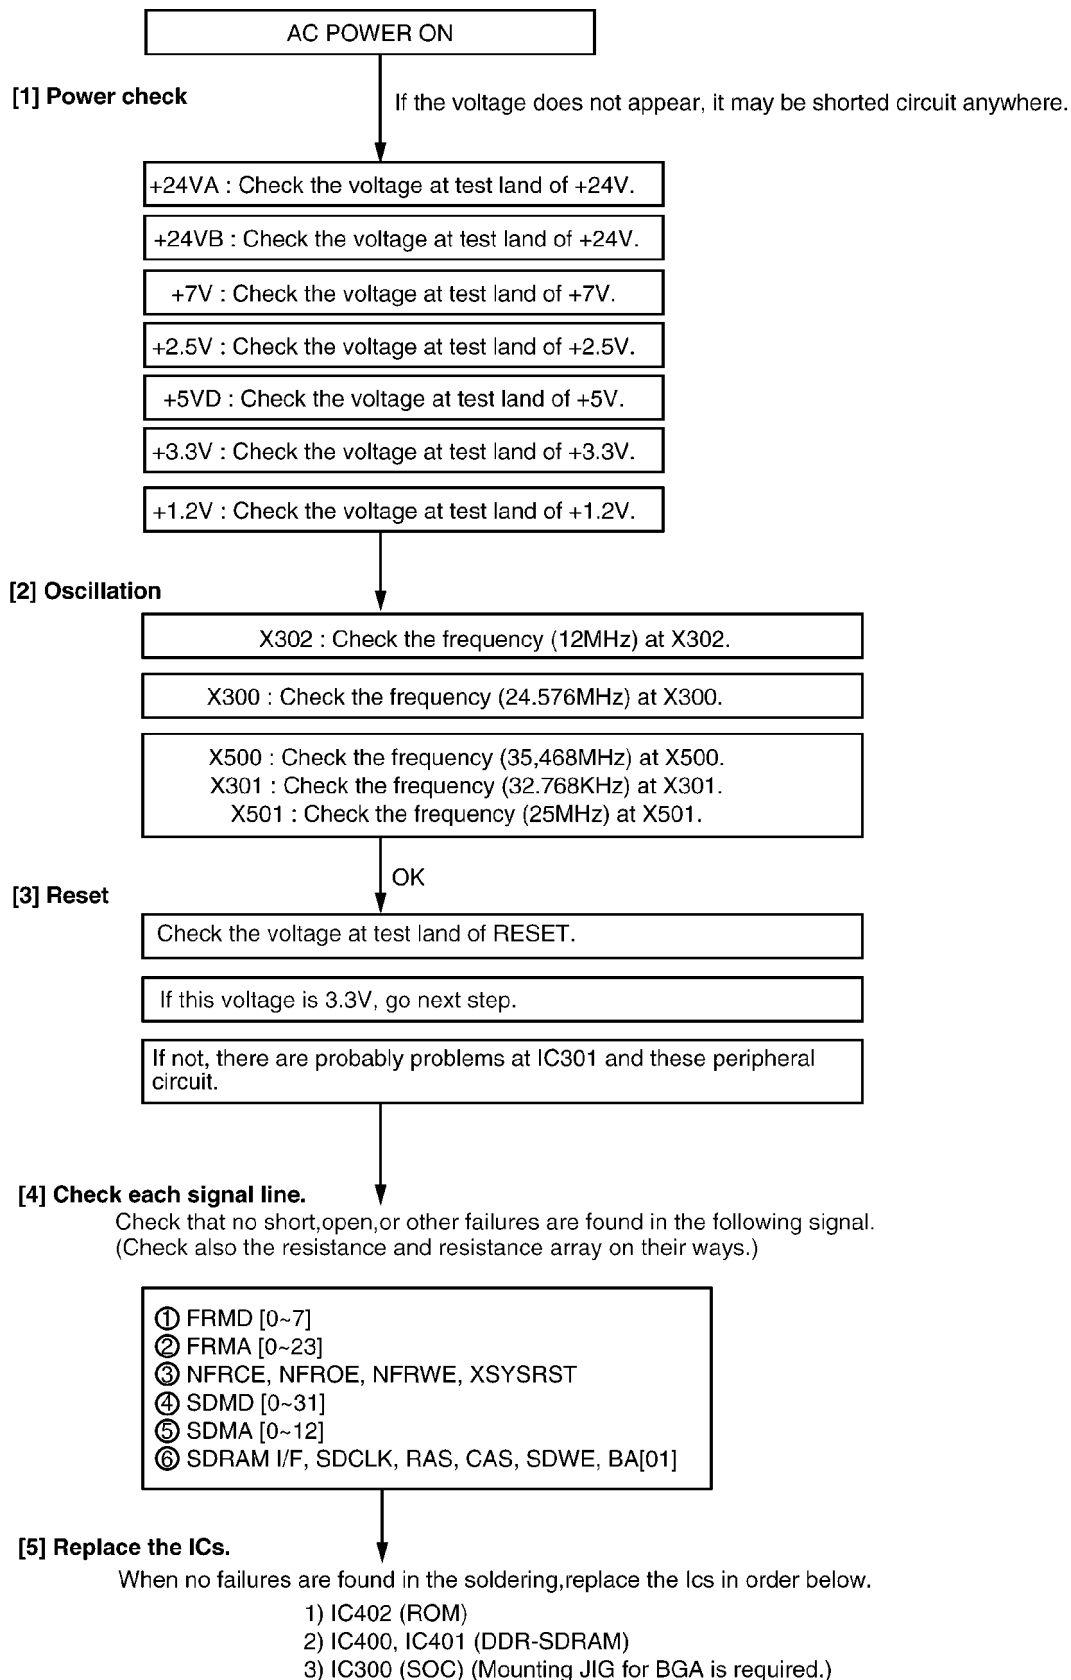 AC POWER ON
[1] Power check
If the voltage does not appear, it may be shorted circuit anywhere.
+24VA : Check the voltage at test land of +24V.
+24VB : Check the voltage at test land of +24V.
+7V : Check the voltage at test land of +7V.
+2.5V : Check the voltage at test land of +2.5V.
+5VD : Check the voltage at test land of +5V.
+3.3V : Check the voltage at test land of +3.3V.
+1.2V : Check the voltage at test land of +1.2V.
[2] Oscillation
X302 : Check the frequency (12MHz) at X302.
X300 : Check the frequency (24.576MHz) at X300.
X500 : Check the frequency (35,468MHz) at X500.
X301 : Check the frequency (32.768KHz) at X301.
X501 : Check the frequency (25MHz) at X501.
OK
[3] Reset
Check the voltage at test land of RESET.
If this voltage is 3.3V, go next step.
If not, there are probably problems at IC301 and these peripheral
circuit.
[4] Check each signal line.
Check that no short,open,or other failures are found in the following signal.
(Check also the resistance and resistance array on their ways.)
① FRMD [0~7]
② FRMA [0~23]
③ NFRCE, NFROE, NFRWE, XSYSRST
④ SDMD [0~31]
⑤ SDMA [0~12]
⑥ SDRAM I/F, SDCLK, RAS, CAS, SDWE, BA[01]
[5] Replace the ICs.
When no failures are found in the soldering,replace the Ics in order below.
1) IC402 (ROM)
2) IC400, IC401 (DDR-SDRAM)
3) IC300 (SOC) (Mounting JIG for BGA is required.)